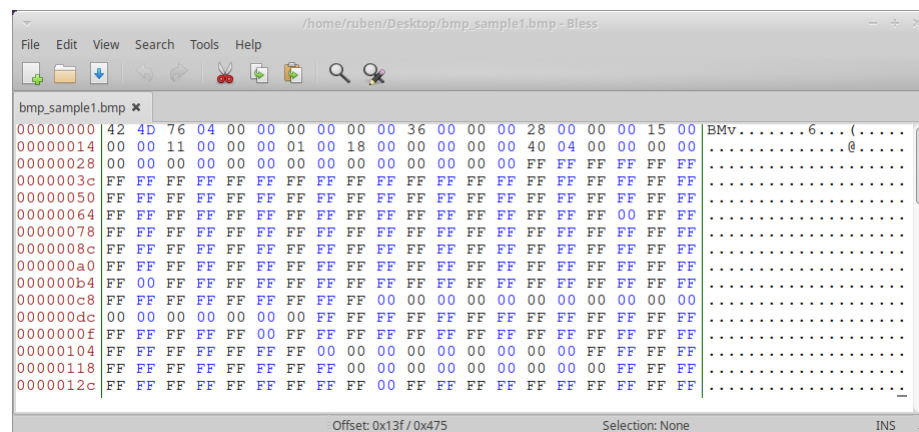 /home/ruben/Desktop/bmp_sample1.bmp - Bless
File Edit View Search Tools Help
bmp_sample1.bmp
00000000 42 4D 76 04 00 00 00 00 00 00 36 00 00 00 28 00 00 00 15 00 BMv.......6...(.....
00000014 00 00 11 00 00 00 01 00 18 00 00 00 00 00 40 04 00 00 00 00 ..............@.....
00000028 00 00 00 00 00 00 00 00 00 00 00 00 00 00 FF FF FF FF FF FF ....................
0000003c FF FF FF FF FF FF FF FF FF FF FF FF FF FF FF FF FF FF FF FF ....................
00000050 FF FF FF FF FF FF FF FF FF FF FF FF FF FF FF FF FF FF FF FF ....................
00000064 FF FF FF FF FF FF FF FF FF FF FF FF FF FF FF FF FF 00 FF FF ....................
00000078 FF FF FF FF FF FF FF FF FF FF FF FF FF FF FF FF FF FF FF FF ....................
0000008c FF FF FF FF FF FF FF FF FF FF FF FF FF FF FF FF FF FF FF FF ....................
000000a0 FF FF FF FF FF FF FF FF FF FF FF FF FF FF FF FF FF FF FF FF ....................
000000b4 FF 00 FF FF FF FF FF FF FF FF FF FF FF FF FF FF FF FF FF FF ....................
000000c8 FF FF FF FF FF FF FF FF FF 00 00 00 00 00 00 00 00 00 00 00 ....................
000000dc 00 00 00 00 00 00 00 FF FF FF FF FF FF FF FF FF FF FF FF FF ....................
0000000f FF FF FF FF FF 00 FF FF FF FF FF FF FF FF FF FF FF FF FF FF ....................
00000104 FF FF FF FF FF FF FF 00 00 00 00 00 00 00 00 00 FF FF FF FF ....................
00000118 FF FF FF FF FF FF FF FF 00 00 00 00 00 00 00 00 00 FF FF FF ....................
0000012c FF FF FF FF FF FF FF FF FF 00 FF FF FF FF FF FF FF FF FF FF ....................
Offset: 0x13f / 0x475 Selection: None INS